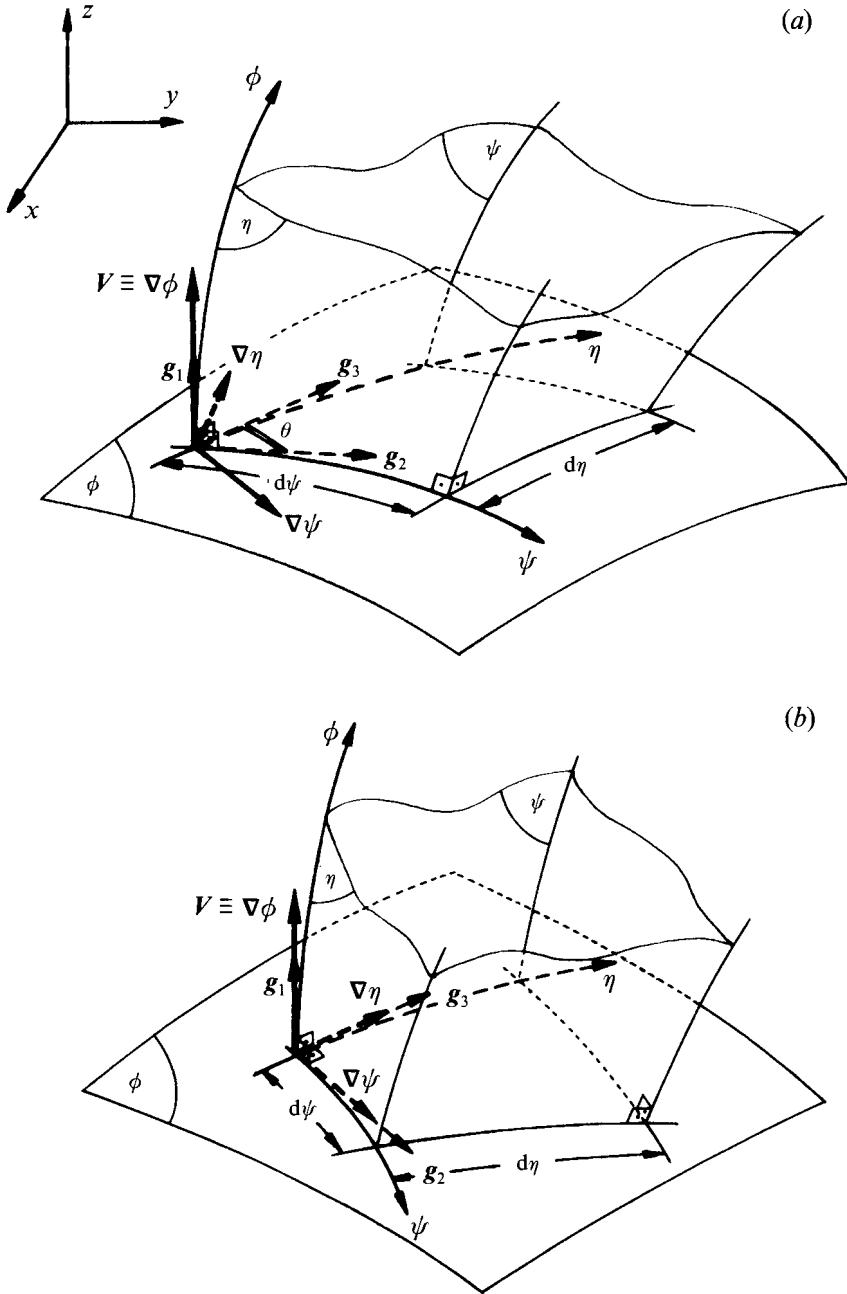 (a)
z
y
x
ϕ
ψ
η
V ≡ ∇ϕ
g₁
∇η
g₃
η
θ
g₂
dη
dψ
ϕ
∇ψ
ψ
(b)
ϕ
ψ
η
V ≡ ∇ϕ
g₁
∇η
g₃
η
ϕ
∇ψ
dψ
g₂
dη
ψ